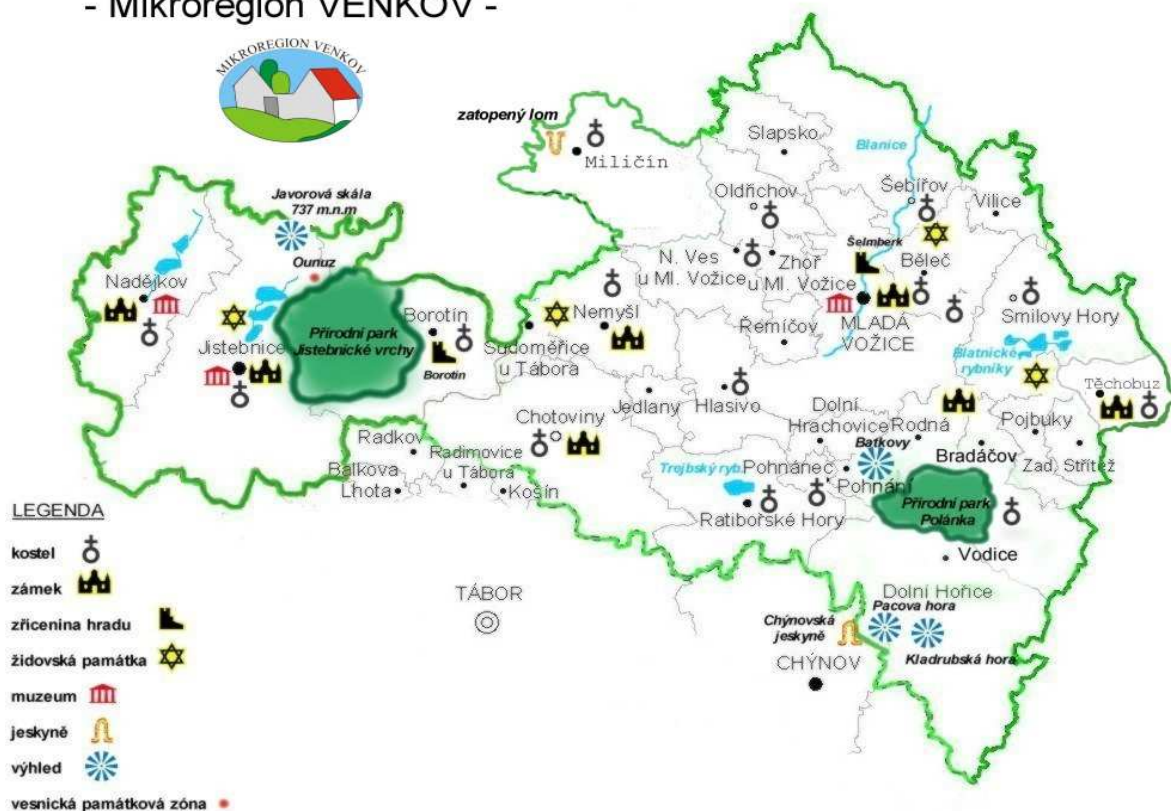 - Mikroregion VENKOV -
MIKROREGION VENKOV
zatopený lom
Miličín
Slapsko
Blanice
Oldřichov
Šebířov
Vilice
Javorová skála
737 m.n.m
Ounuz
Nadějkov
N. Ves
u Ml. Vožice
Zhoř
u Ml. Vožice
Šelmberk
Běleč
Smilovy Hory
Přírodní park
Jistebnické vrchy
Borotín
Borotín
Nemyšl
Sudoměřice
u Tábora
Řemíčov
MLADÁ
VOŽICE
Blatnické
rybníky
Jistebnice
Těchobuz
Jedlany
Hlasivo
Dolní
Hrachovice
Rodná
Pojbuky
Chotoviny
Batkovy
Bradáčov
Zad. Střítež
Radkov
Radimovice
u Tábora
Balkova
Lhota
Košín
Trojbský ryb.
Pohnánec
Pohnání
Ratibořské Hory
Přírodní park
Polánka
Vodice
LEGENDA
kostel
zámek
zřícenina hradu
židovská památka
muzeum
jeskyně
výhled
vesnická památková zóna
TÁBOR
Dolní Hořice
Pacova hora
Chýnovská
jeskyně
Kladrubská hora
CHÝNOV